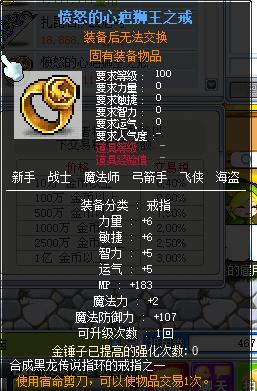 愤怒的心疤狮王之戒
装备后无法交换
固有装备物品
要求等级: 100
要求力量: 0
要求敏捷: 0
要求智力: 0
要求运气: 0
要求人气度: -
道具等级: -
道具经验值
新手 战士 魔法师 弓箭手 飞侠 海盗
装备分类 : 戒指
力量 : +6
敏捷 : +6
智力 : +5
运气 : +5
MP : +183
魔法力 : +2
魔法防御力 : +107
可升级次数 : 1回
金锤子已提高的强化次数: 0
合成黑龙传说指环的戒指之一
使用宿命剪刀，可以使物品交易1次。